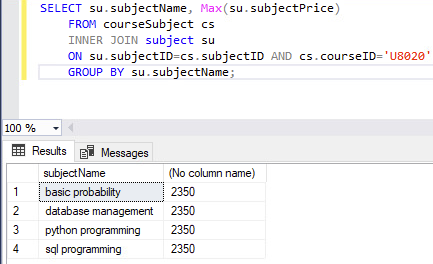 SELECT su.subjectName, Max(su.subjectPrice)
FROM courseSubject cs
INNER JOIN subject su
ON su.subjectID=cs.subjectID AND cs.courseID='U8020'
GROUP BY su.subjectName;
100 %
Results Messages
subjectName (No column name)
1 basic probability 2350
2 database management 2350
3 python programming 2350
4 sql programming 2350